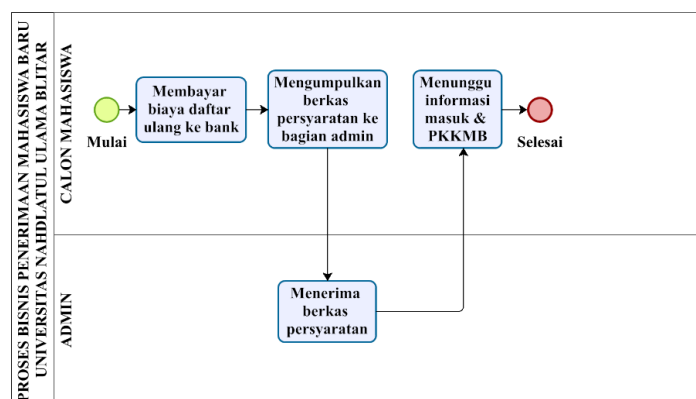 PROSES BISNIS PENERIMAAN MAHASISWA BARU
UNIVERSITAS NAHDLATUL ULAMA BLITAR
CALON MAHASISWA
Mulai
Membayar
biaya daftar
ulang ke bank
Mengumpulkan
berkas
persyaratan ke
bagian admin
Menunggu
informasi
masuk &
PKKMB
Selesai
ADMIN
Menerima
berkas
persyaratan